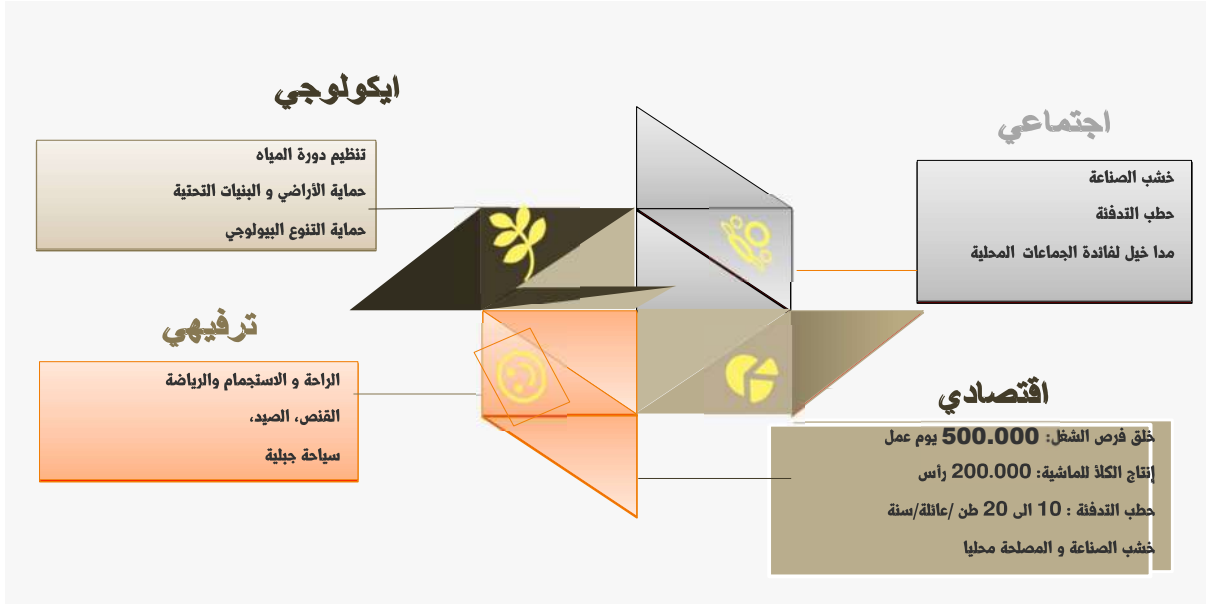 اجتماعي
خشب الصناعة
حطب التدفئة
مدا خيل لفائدة الجماعات المحلية
ايكولوجي
تنظيم دورة المياه
حماية الأراضي و البنيات التحتية
حماية التنوع البيولوجي
اقتصادي
خلق فرص الشغل: 500.000 يوم عمل
إنتاج الكلأ للماشية: 200.000 رأس
حطب التدفئة : 10 الى 20 طن /عائلة/سنة
خشب الصناعة و المصلحة محليا
ترفيهي
الراحة و الاستجمام والرياضة
القنص، الصيد،
سياحة جبلية